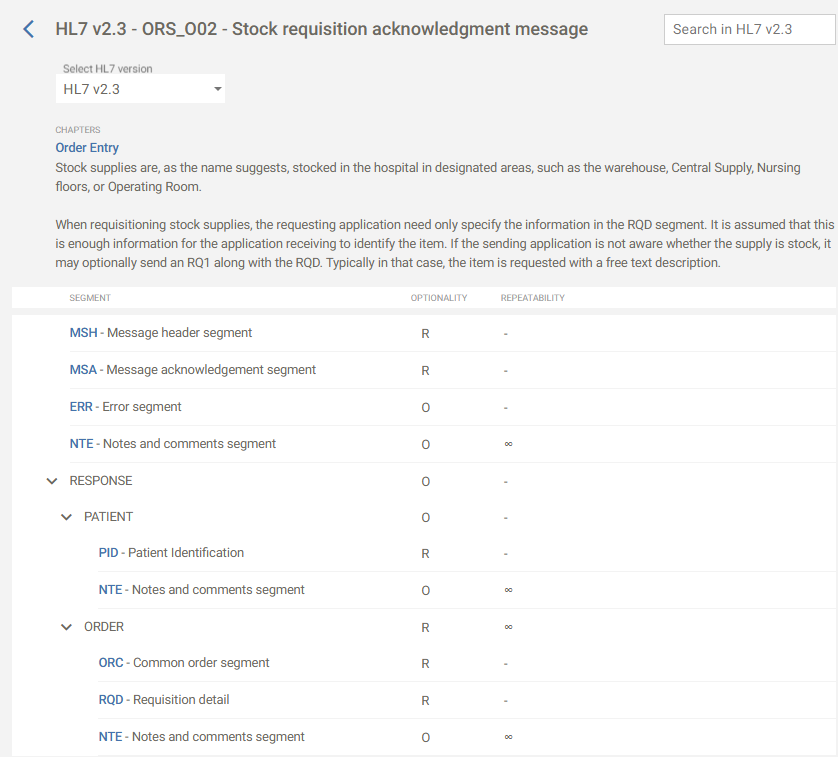 HL7 v2.3 - ORS_O02 - Stock requisition acknowledgment message
Search in HL7 v2.3
Select HL7 version
HL7 v2.3
CHAPTERS
Order Entry
Stock supplies are, as the name suggests, stocked in the hospital in designated areas, such as the warehouse, Central Supply, Nursing
floors, or Operating Room.
When requisitioning stock supplies, the requesting application need only specify the information in the RQD segment. It is assumed that this
is enough information for the application receiving to identify the item. If the sending application is not aware whether the supply is stock, it
may optionally send an RQ1 along with the RQD. Typically in that case, the item is requested with a free text description.
SEGMENT OPTIONALITY REPEATABILITY
MSH - Message header segment R -
MSA - Message acknowledgement segment R -
ERR - Error segment O -
NTE - Notes and comments segment O ∞
RESPONSE O -
PATIENT O -
PID - Patient Identification R -
NTE - Notes and comments segment O ∞
ORDER R ∞
ORC - Common order segment R -
RQD - Requisition detail R -
NTE - Notes and comments segment O ∞